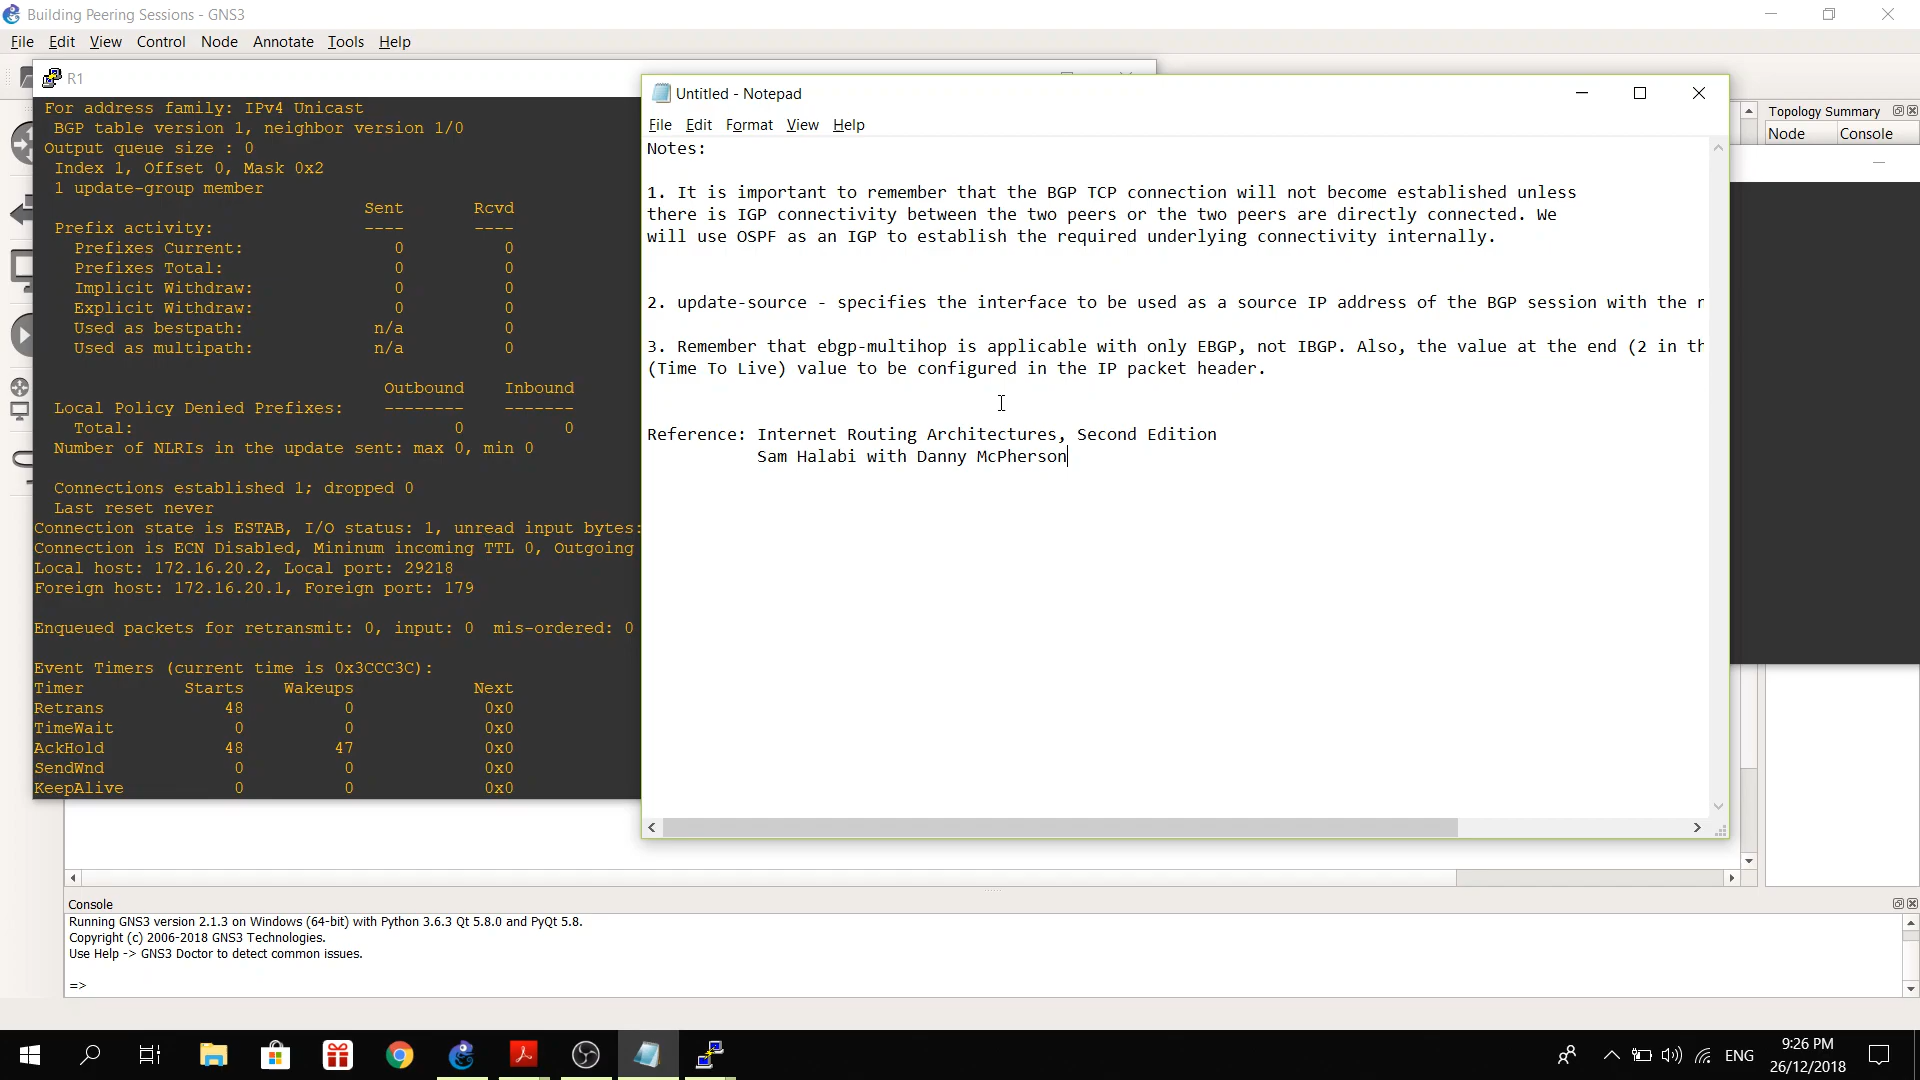 Building Peering Sessions - GNS3
File Edit View Control Node Annotate Tools Help
R1
For address family: IPv4 Unicast
BGP table version 1, neighbor version 1/0
Output queue size : 0
Index 1, Offset 0, Mask 0x2
1 update-group member
Sent Rcvd
Prefix activity: ---- ----
Prefixes Current: 0 0
Prefixes Total: 0 0
Implicit Withdraw: 0 0
Explicit Withdraw: 0 0
Used as bestpath: n/a 0
Used as multipath: n/a 0
Outbound Inbound
Local Policy Denied Prefixes: -------- -------
Total: 0 0
Number of NLRIs in the update sent: max 0, min 0
Connections established 1; dropped 0
Last reset never
Connection state is ESTAB, I/O status: 1, unread input bytes:
Connection is ECN Disabled, Mininum incoming TTL 0, Outgoing
Local host: 172.16.20.2, Local port: 29218
Foreign host: 172.16.20.1, Foreign port: 179
Enqueued packets for retransmit: 0, input: 0 mis-ordered: 0
Event Timers (current time is 0x3CCC3C):
Timer Starts Wakeups Next
Retrans 48 0 0x0
TimeWait 0 0 0x0
AckHold 48 47 0x0
SendWnd 0 0 0x0
KeepAlive 0 0 0x0
Untitled - Notepad
File Edit Format View Help
Notes:
1. It is important to remember that the BGP TCP connection will not become established unless
there is IGP connectivity between the two peers or the two peers are directly connected. We
will use OSPF as an IGP to establish the required underlying connectivity internally.
2. update-source - specifies the interface to be used as a source IP address of the BGP session with the
3. Remember that ebgp-multihop is applicable with only EBGP, not IBGP. Also, the value at the end (2 in
(Time To Live) value to be configured in the IP packet header.
Reference: Internet Routing Architectures, Second Edition
Sam Halabi with Danny McPherson
Topology Summary
Node Console
Console
Running GNS3 version 2.1.3 on Windows (64-bit) with Python 3.6.3 Qt 5.8.0 and PyQt 5.8.
Copyright (c) 2006-2018 GNS3 Technologies.
Use Help -> GNS3 Doctor to detect common issues.
=>
ENG
9:26 PM
26/12/2018